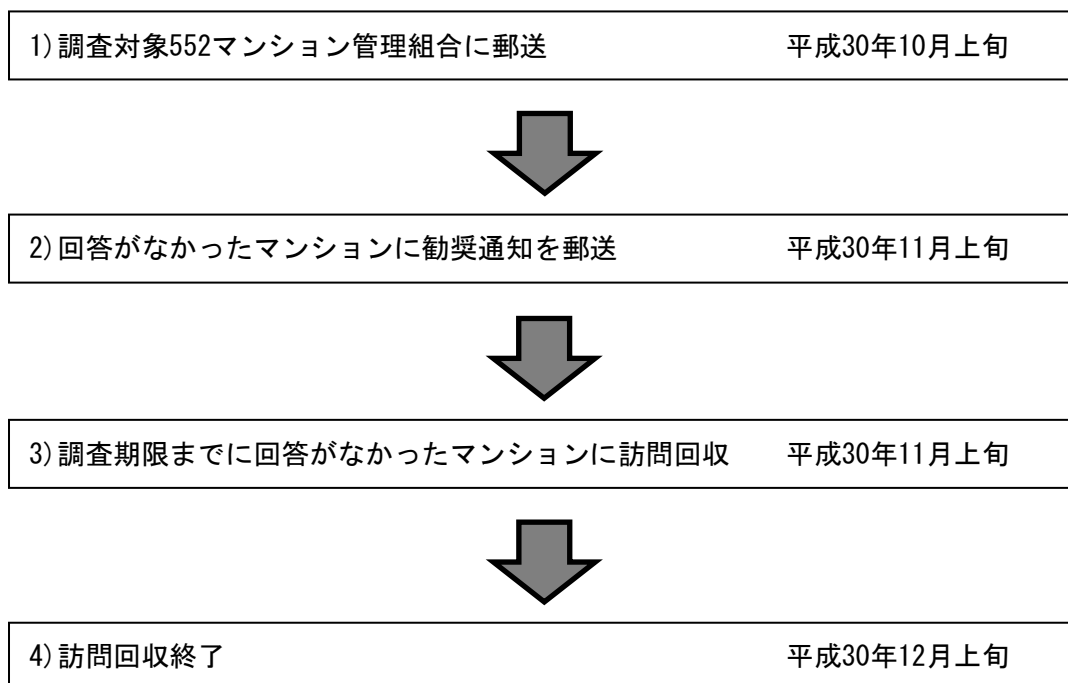 1)調査対象552マンション管理組合に郵送 平成30年10月上旬
2)回答がなかったマンションに勧奨通知を郵送 平成30年11月上旬
3)調査期限までに回答がなかったマンションに訪問回収 平成30年11月上旬
4)訪問回収終了 平成30年12月上旬